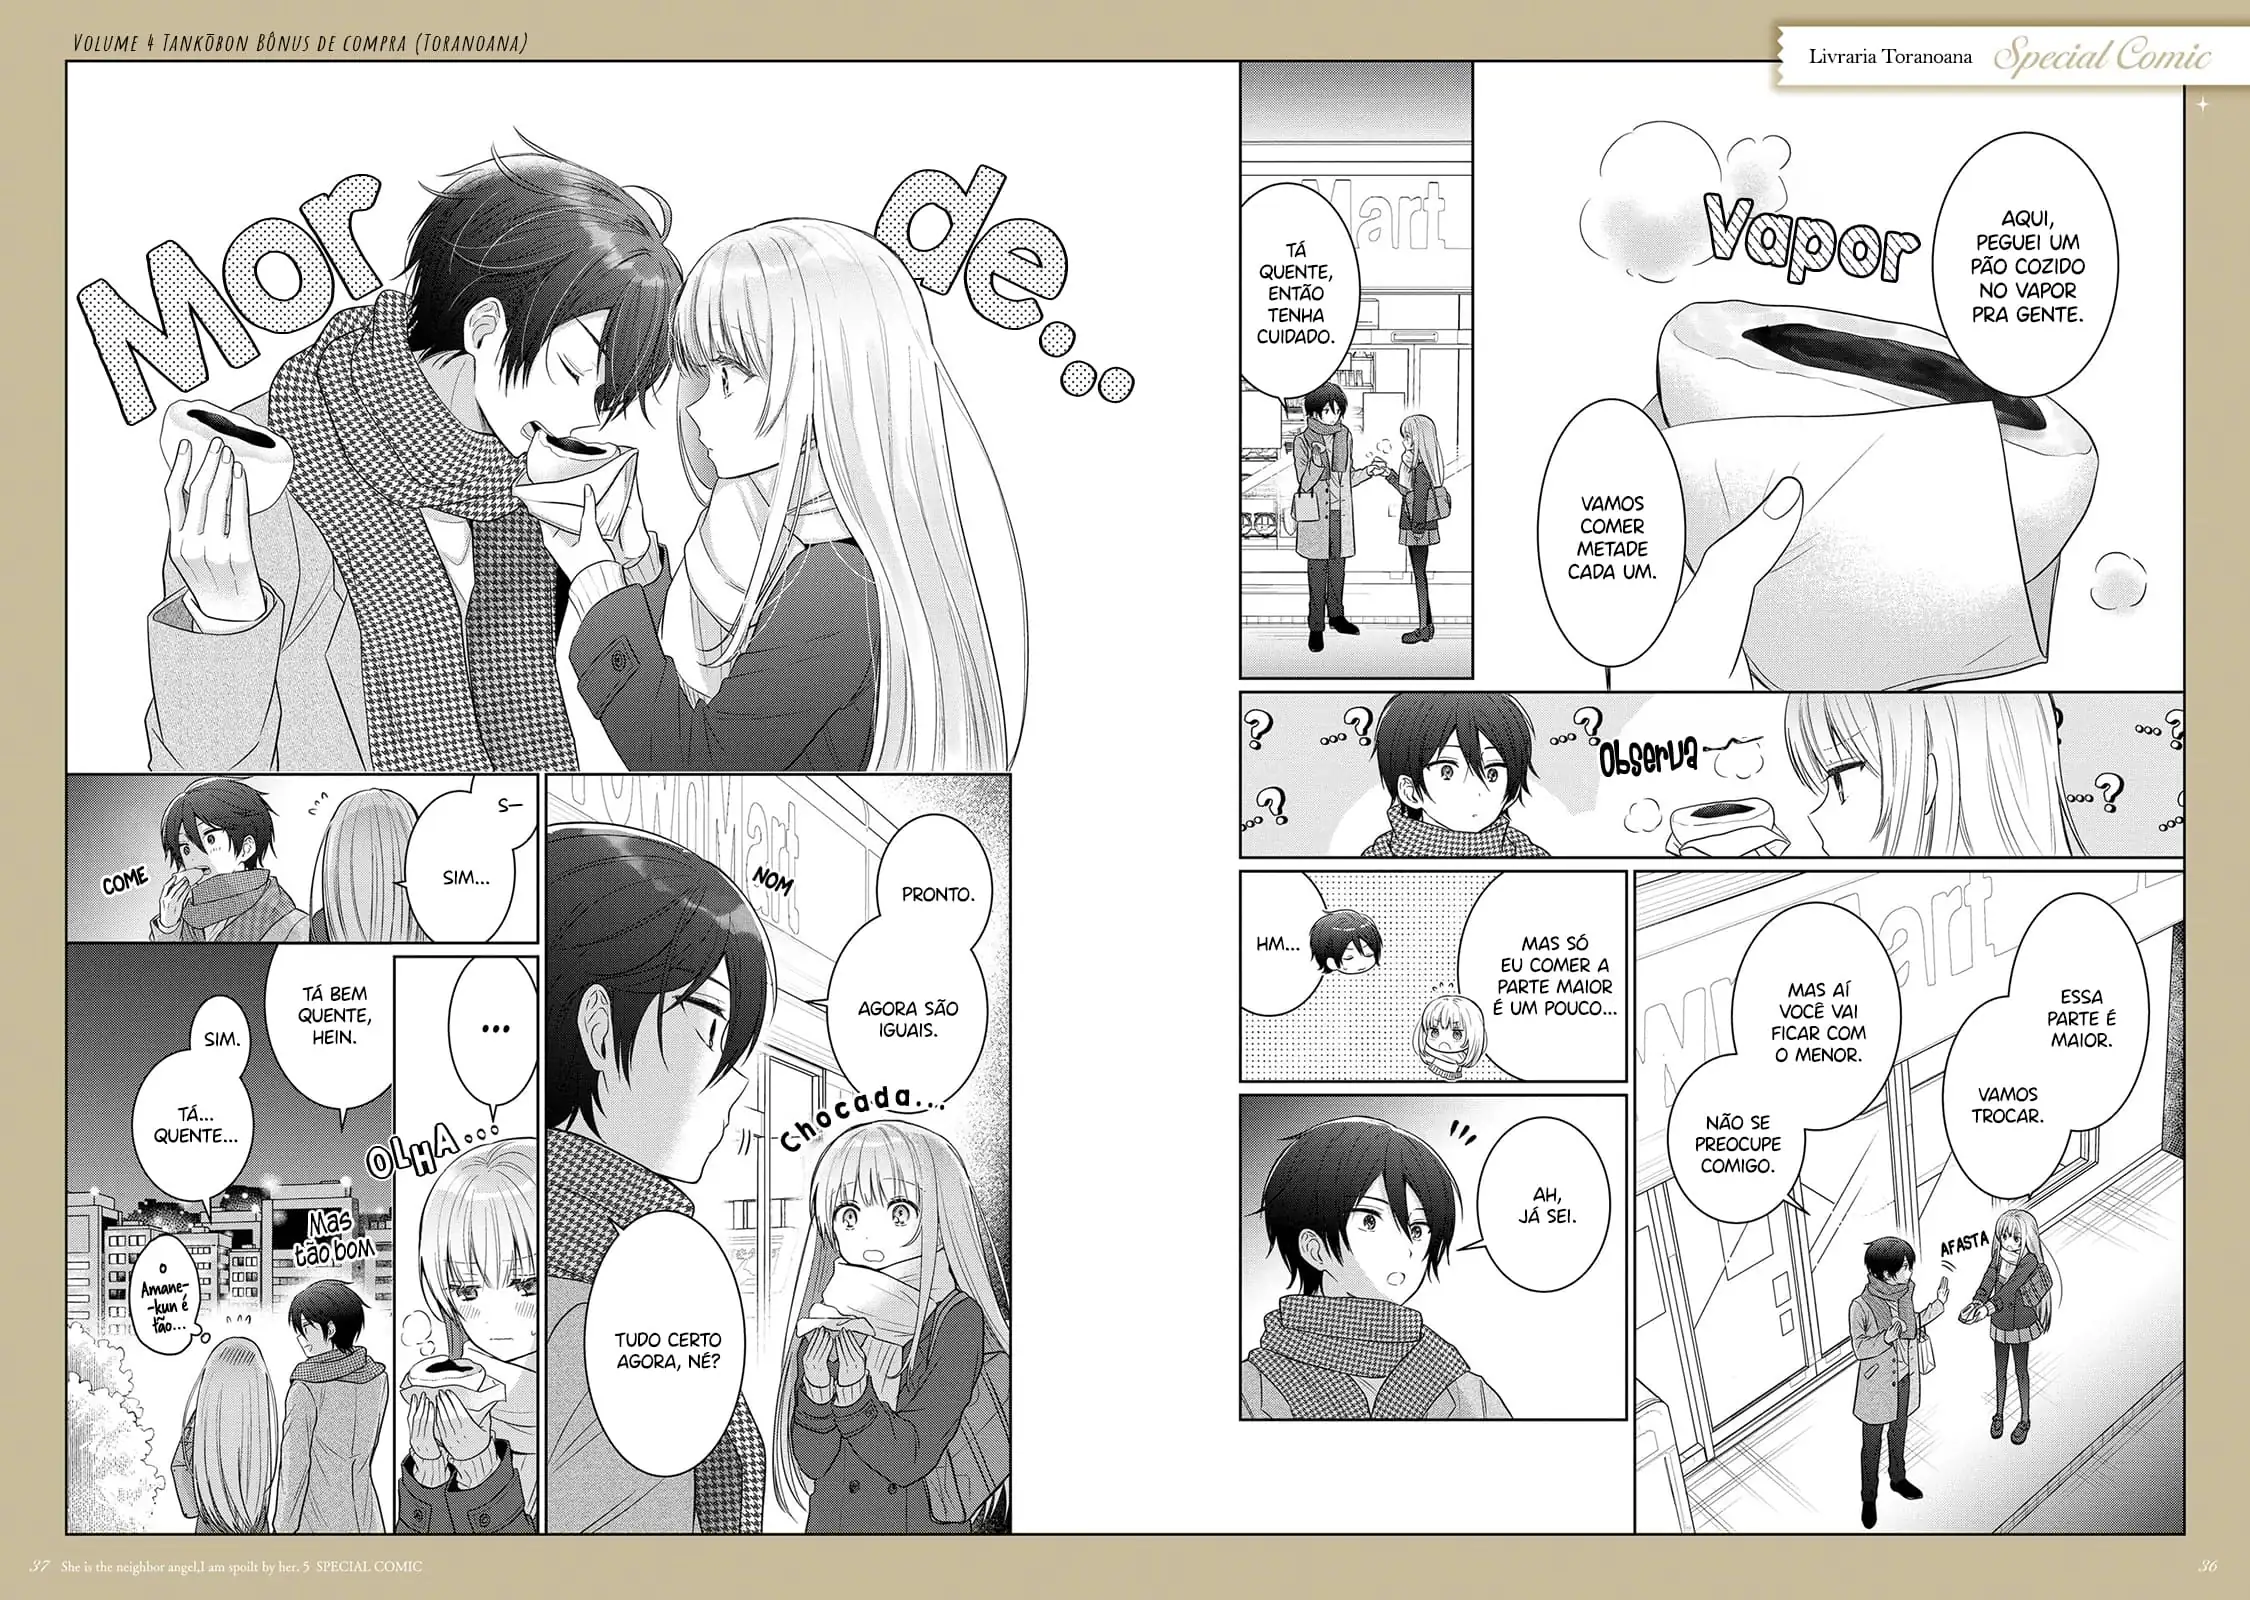 VOLUME 4 TANKŌBON BÔNUS DE COMPRA (TORANOANA)
Livraria Toranoana Special Comic
AQUI,
PEGUEI UM
PÃO COZIDO
NO VAPOR
PRA GENTE.
Vapor
VAMOS
COMER
METADE
CADA UM.
Mart
TÁ
QUENTE,
ENTÃO
TENHA
CUIDADO.
?
...?
...?
Observa
...?
?
?
...?
?
ESSA
PARTE É
MAIOR.
VAMOS
TROCAR.
MAS AÍ
VOCÊ VAI
FICAR COM
O MENOR.
NÃO SE
PREOCUPE
COMIGO.
AFASTA
MAS SÓ
EU COMER A
PARTE MAIOR
É UM POUCO...
HM...
AH,
JÁ SEI.
Mor
de...
PRONTO.
AGORA SÃO
IGUAIS.
NOM
Chocada...
TUDO CERTO
AGORA, NÉ?
S—
SIM...
COME
...
OLHA...
TÁ BEM
QUENTE,
HEIN.
SIM.
TÁ...
QUENTE...
Mas
tão bom
O
Amane-
-kun é
tão...
37 She is the neighbor angel,I am spoilt by her. 5 SPECIAL COMIC
36